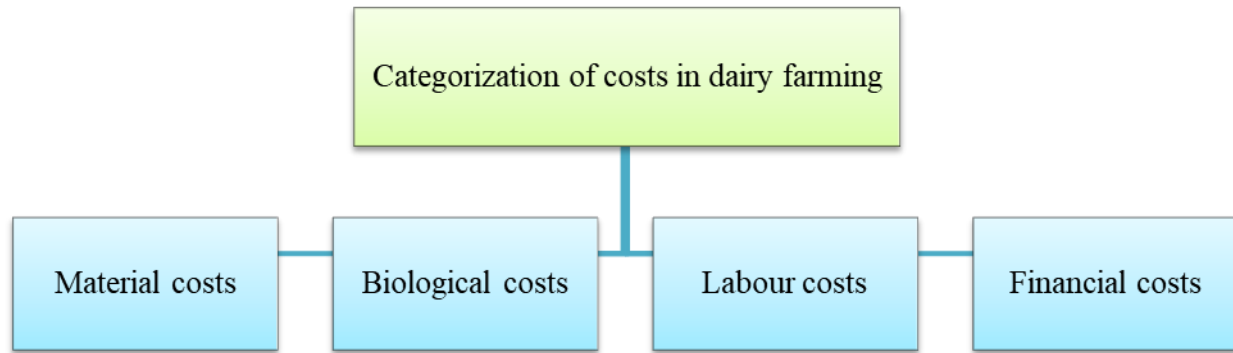 Categorization of costs in dairy farming
Material costs
Biological costs
Labour costs
Financial costs